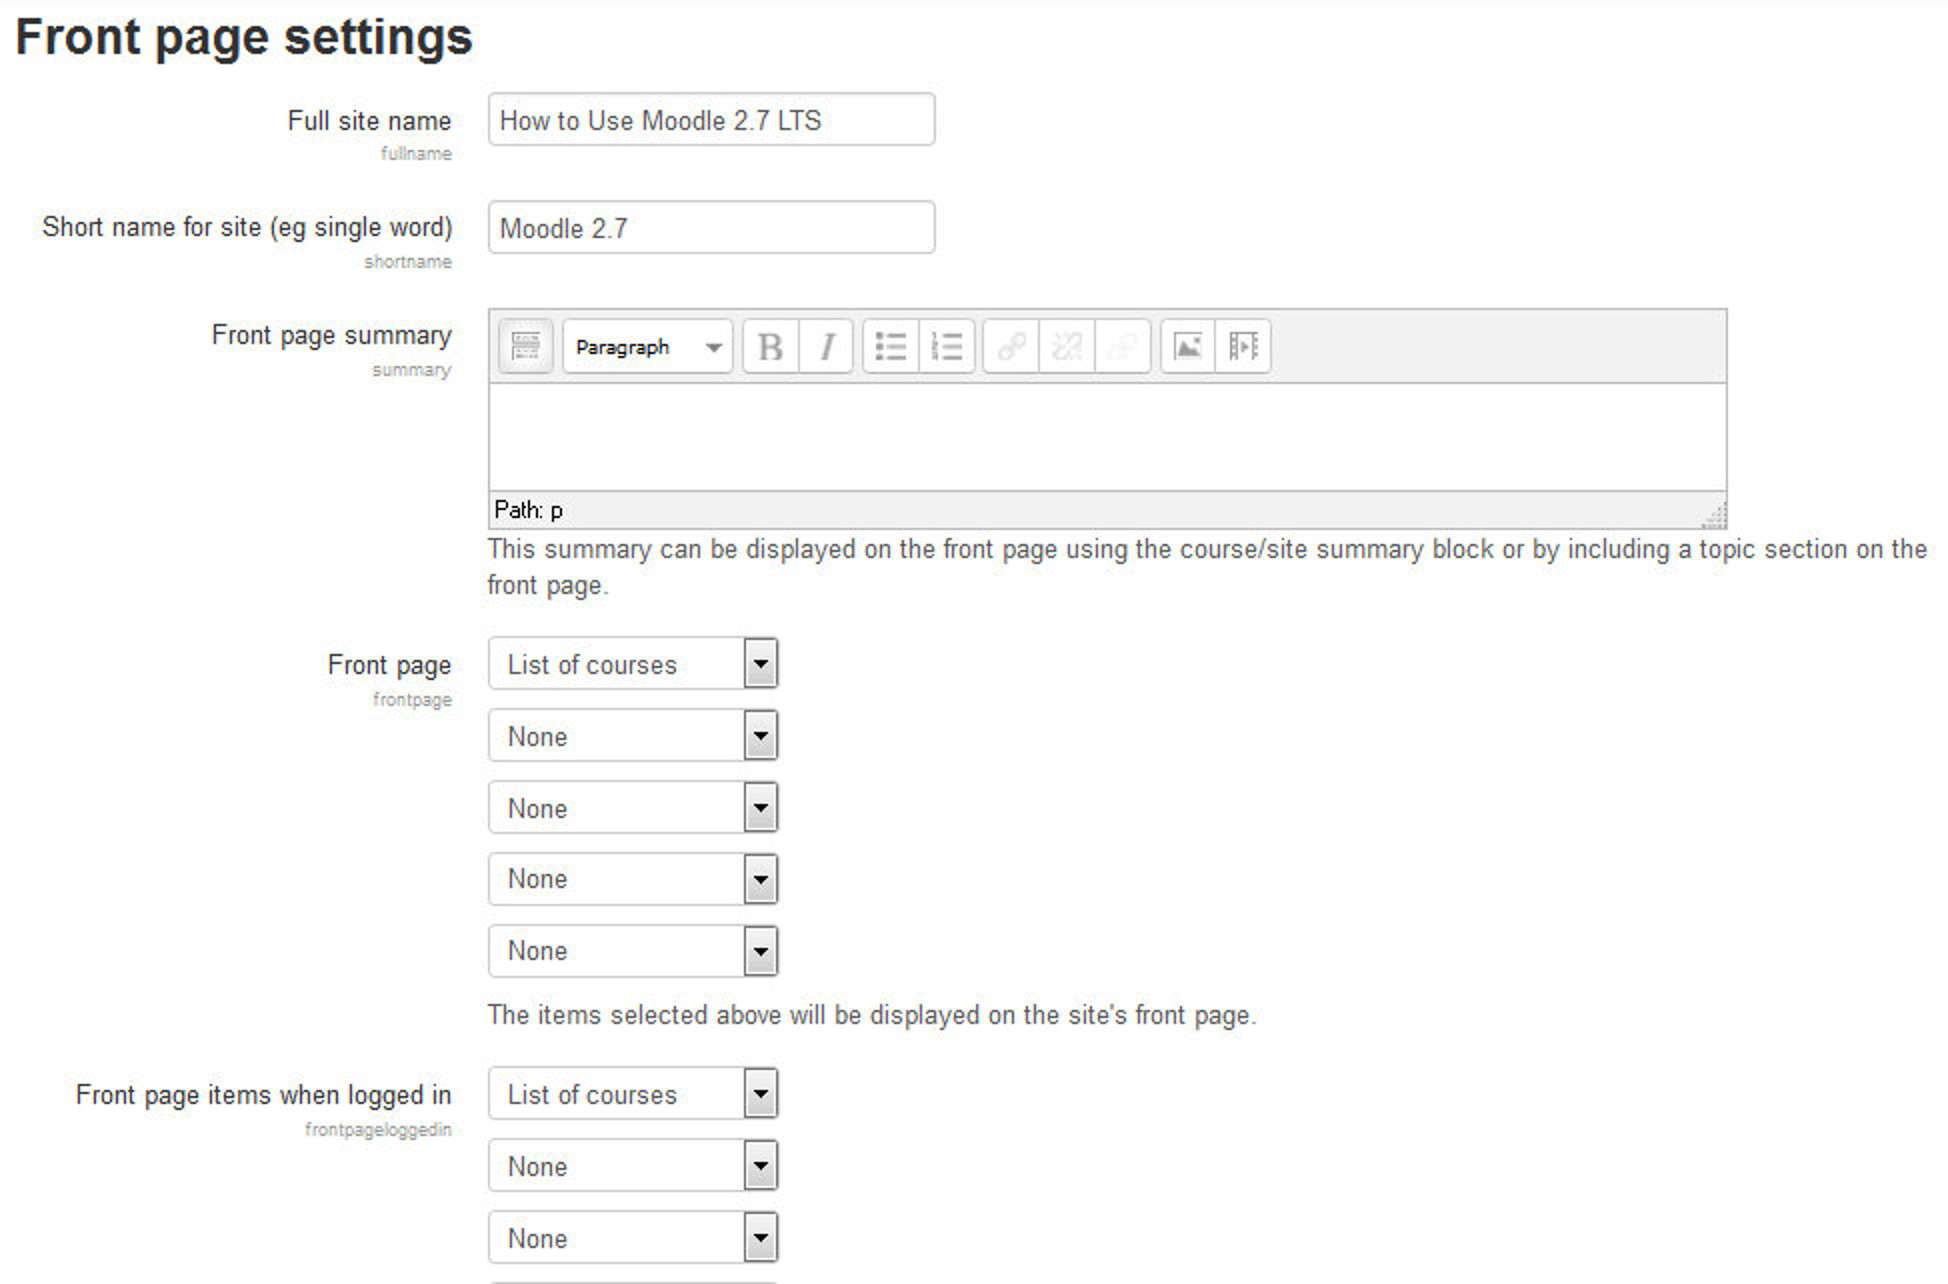 Front page settings
Full site name
How to Use Moodle 2.7 LTS
fullname
Short name for site (eg single word)
Moodle 2.7
shortname
Front page summary
Paragraph
B I
summary
Path: p
This summary can be displayed on the front page using the course/site summary block or by including a topic section on the
front page.
Front page
List of courses
frontpage
None
None
None
None
The items selected above will be displayed on the site's front page.
Front page items when logged in
List of courses
frontpageloggedin
None
None